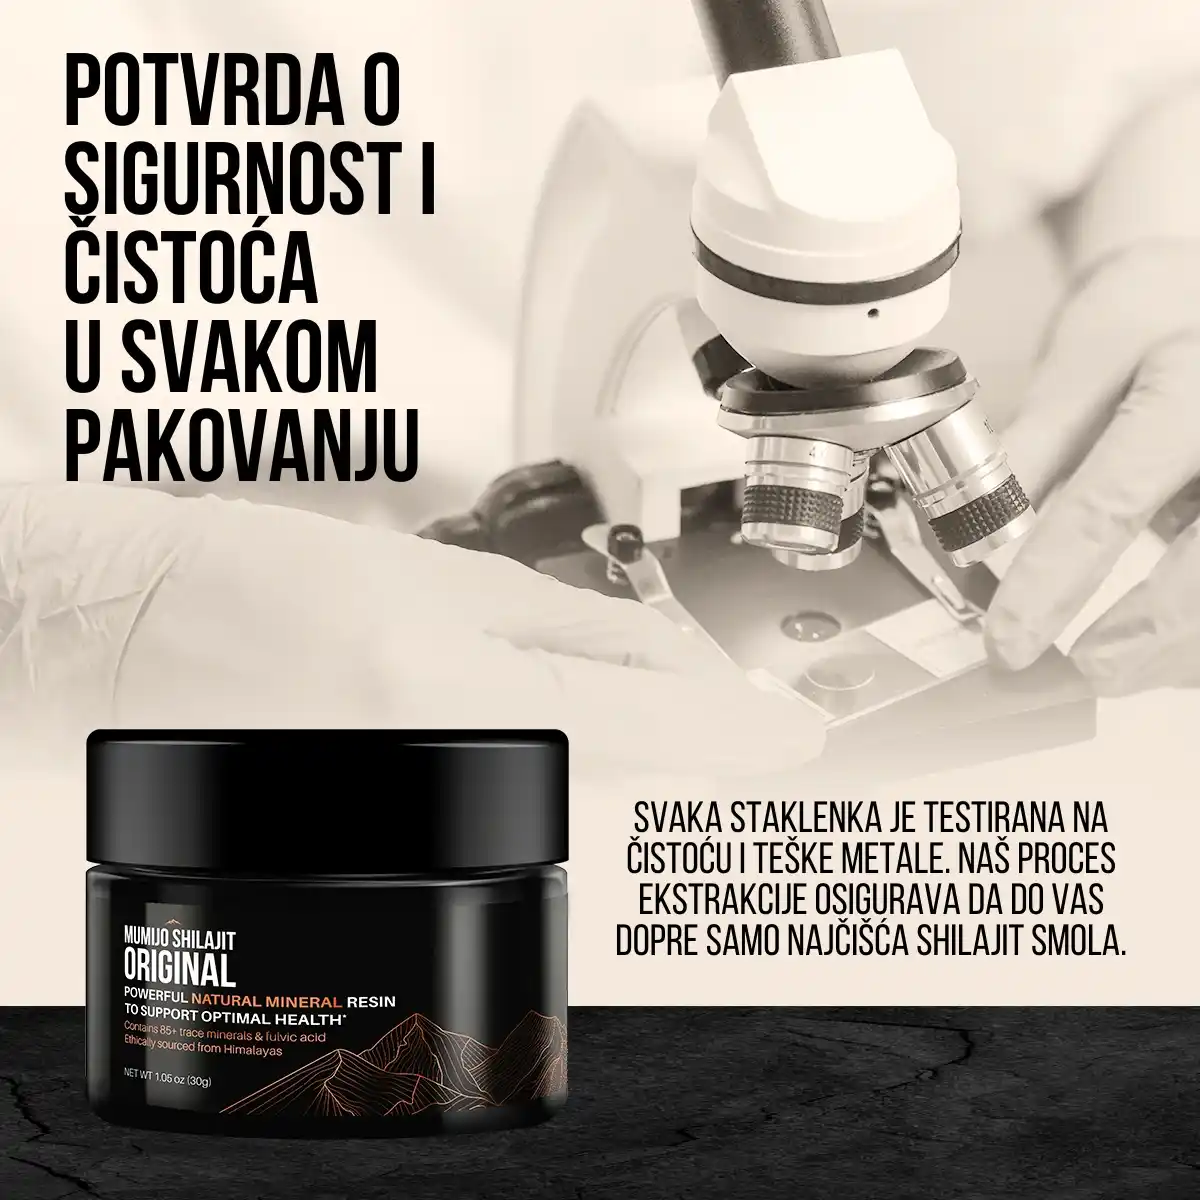 POTVRDA O
SIGURNOST I
ČISTOĆA
U SVAKOM
PAKOVANJU
SVAKA STAKLENKA JE TESTIRANA NA
ČISTOĆU I TEŠKE METALE. NAŠ PROCES
EKSTRAKCIJE OSIGURAVA DA DO VAS
DOPRE SAMO NAJČIŠĆA SHILAJIT SMOLA.
MUMIJO SHILAJIT
ORIGINAL
POWERFUL NATURAL MINERAL RESIN
TO SUPPORT OPTIMAL HEALTH*
Contains 85+ trace minerals & fulvic acid
Ethically sourced from Himalayas
NET WT 1.05 oz (30g)